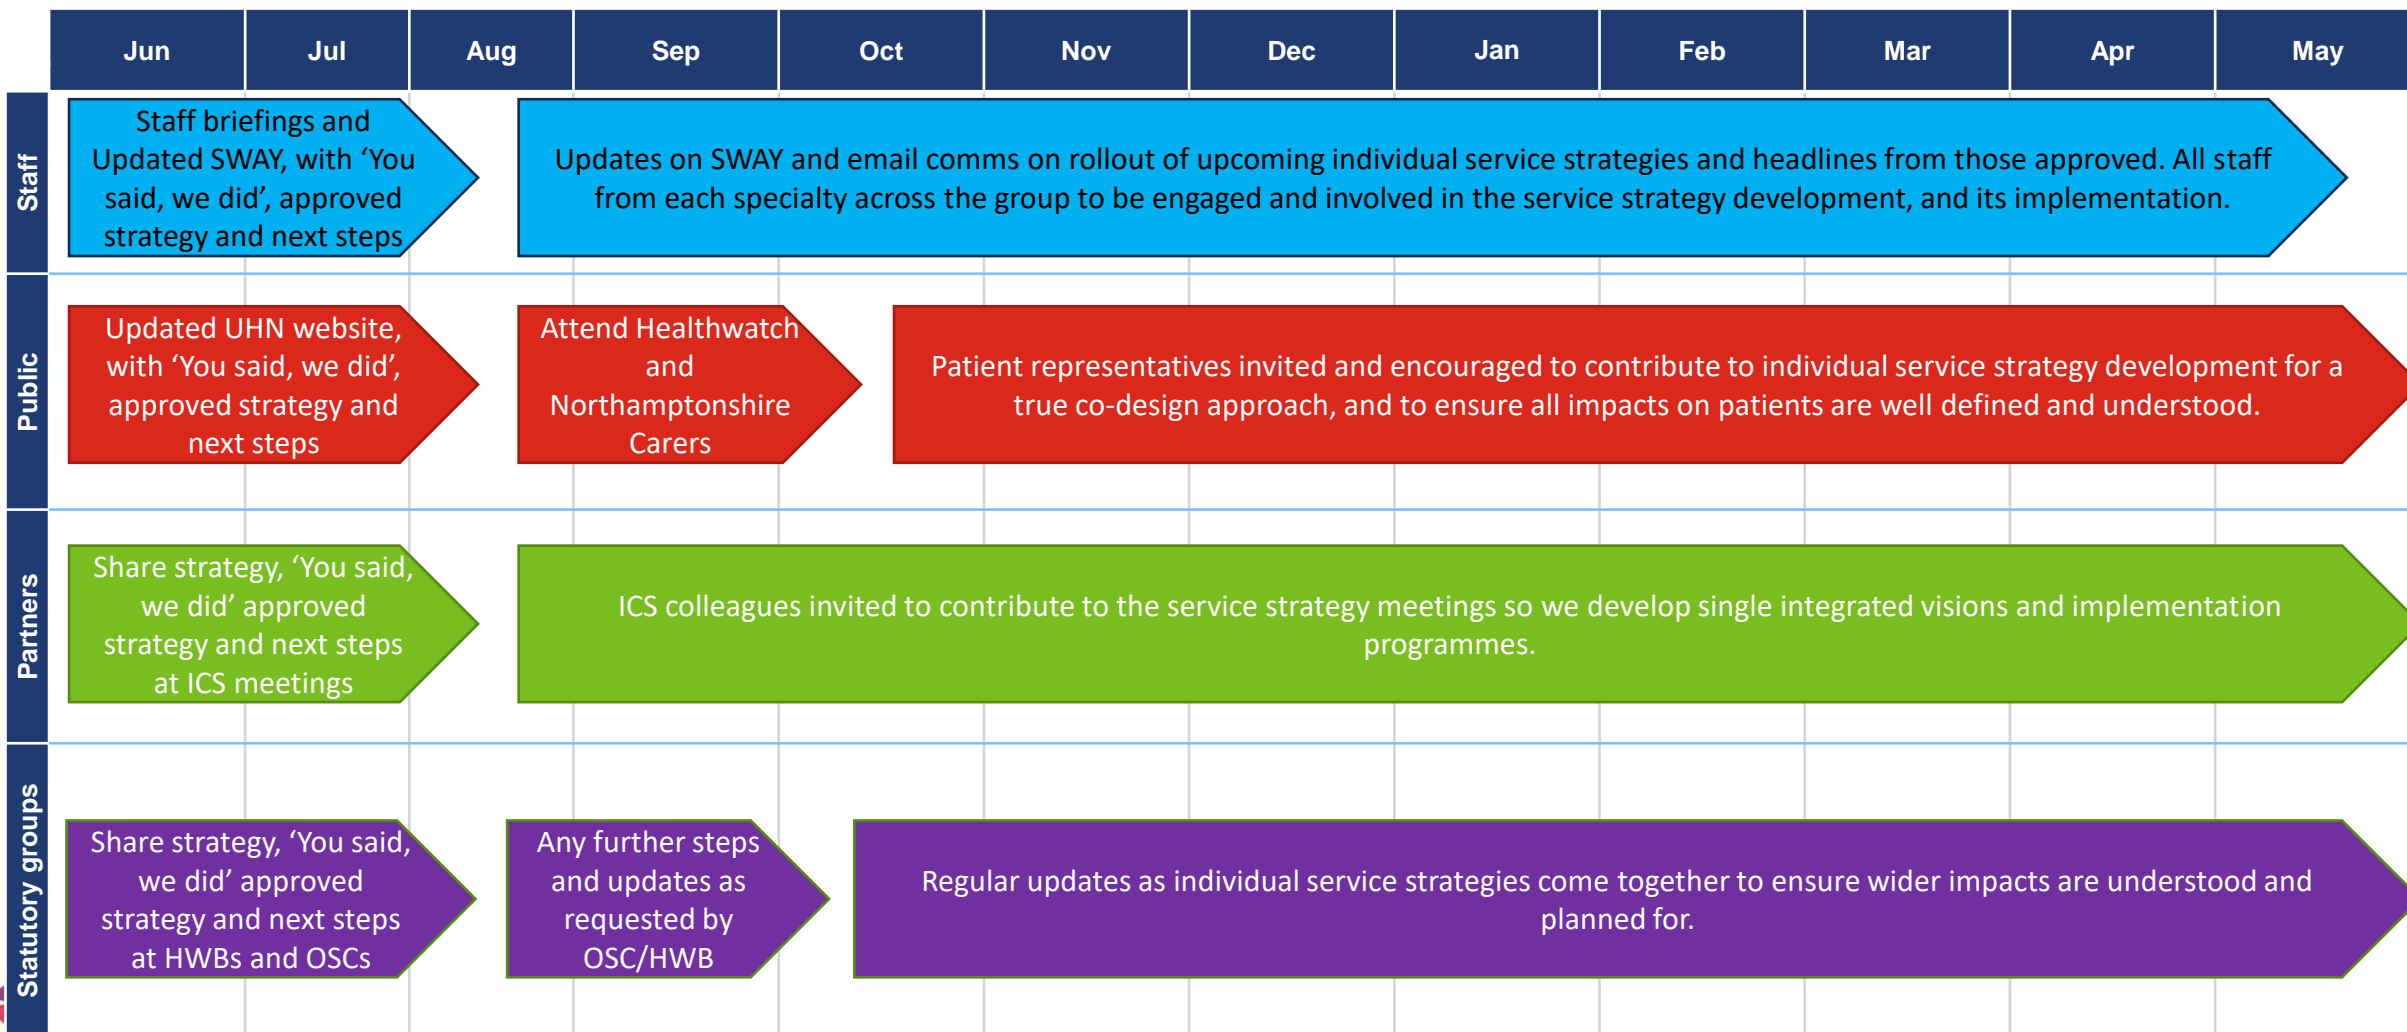 Jun
Jul
Aug
Sep
Oct
Nov
Dec
Jan
Feb
Mar
Apr
May
Staff
Staff briefings and
Updated SWAY, with ‘You
said, we did’, approved
strategy and next steps
Updates on SWAY and email comms on rollout of upcoming individual service strategies and headlines from those approved. All staff
from each specialty across the group to be engaged and involved in the service strategy development, and its implementation.
Public
Updated UHN website,
with ‘You said, we did’,
approved strategy and
next steps
Attend Healthwatch
and
Northamptonshire
Carers
Patient representatives invited and encouraged to contribute to individual service strategy development for a
true co-design approach, and to ensure all impacts on patients are well defined and understood.
Partners
Share strategy, ‘You said,
we did’ approved
strategy and next steps
at ICS meetings
ICS colleagues invited to contribute to the service strategy meetings so we develop single integrated visions and implementation
programmes.
Statutory groups
Share strategy, ‘You said,
we did’ approved
strategy and next steps
at HWBs and OSCs
Any further steps
and updates as
requested by
OSC/HWB
Regular updates as individual service strategies come together to ensure wider impacts are understood and
planned for.